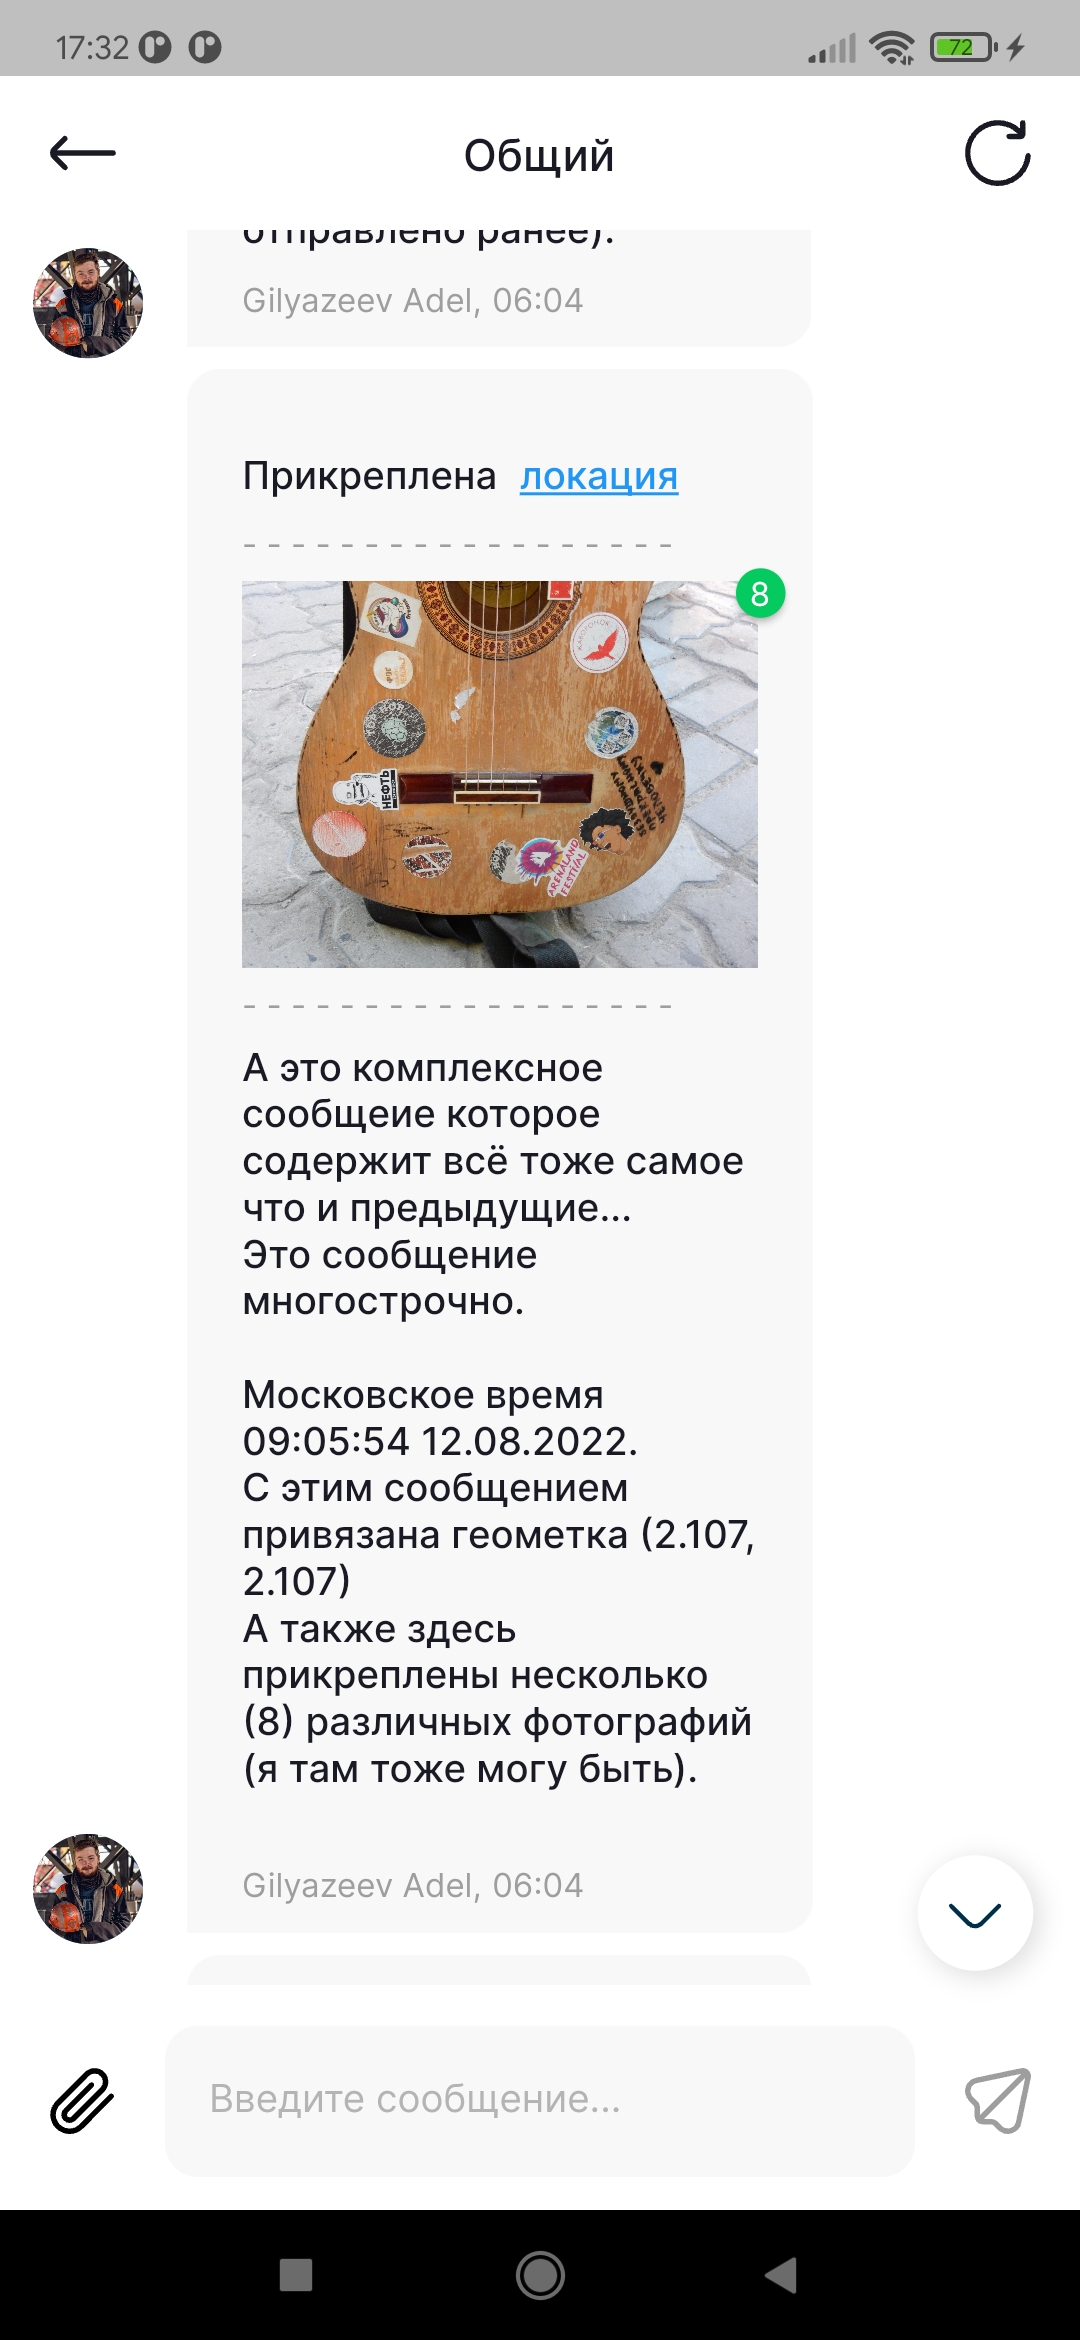 17:32
72
Общий
отправлено ранее).
Gilyazeev Adel, 06:04
Прикреплена локация
- - - - - - - - - - - - - - - - - -
8
НЕФТЬ
ARENALAND
FESTIVAL
- - - - - - - - - - - - - - - - - -
А это комплексное
сообщеие которое
содержит всё тоже самое
что и предыдущие...
Это сообщение
многострочно.
Московское время
09:05:54 12.08.2022.
С этим сообщением
привязана геометка (2.107,
2.107)
А также здесь
прикреплены несколько
(8) различных фотографий
(я там тоже могу быть).
Gilyazeev Adel, 06:04
Введите сообщение...